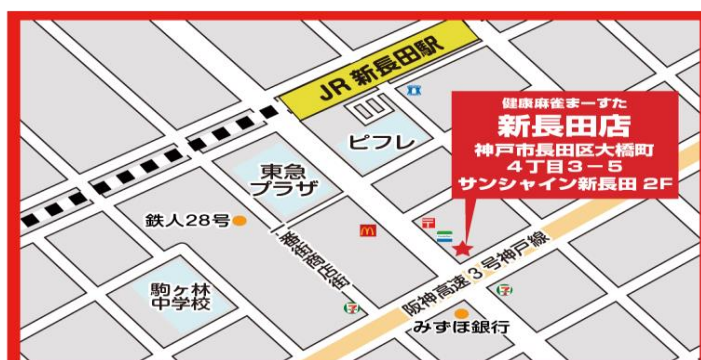 JR 新長田駅
健康麻雀まーすた
新長田店
神戸市長田区大橋町
4丁目3-5
サンシャイン新長田 2F
ピフレ
東急
プラザ
鉄人28号
1番街商店街
駒ヶ林
中学校
阪神高速3号神戸線
みずほ銀行